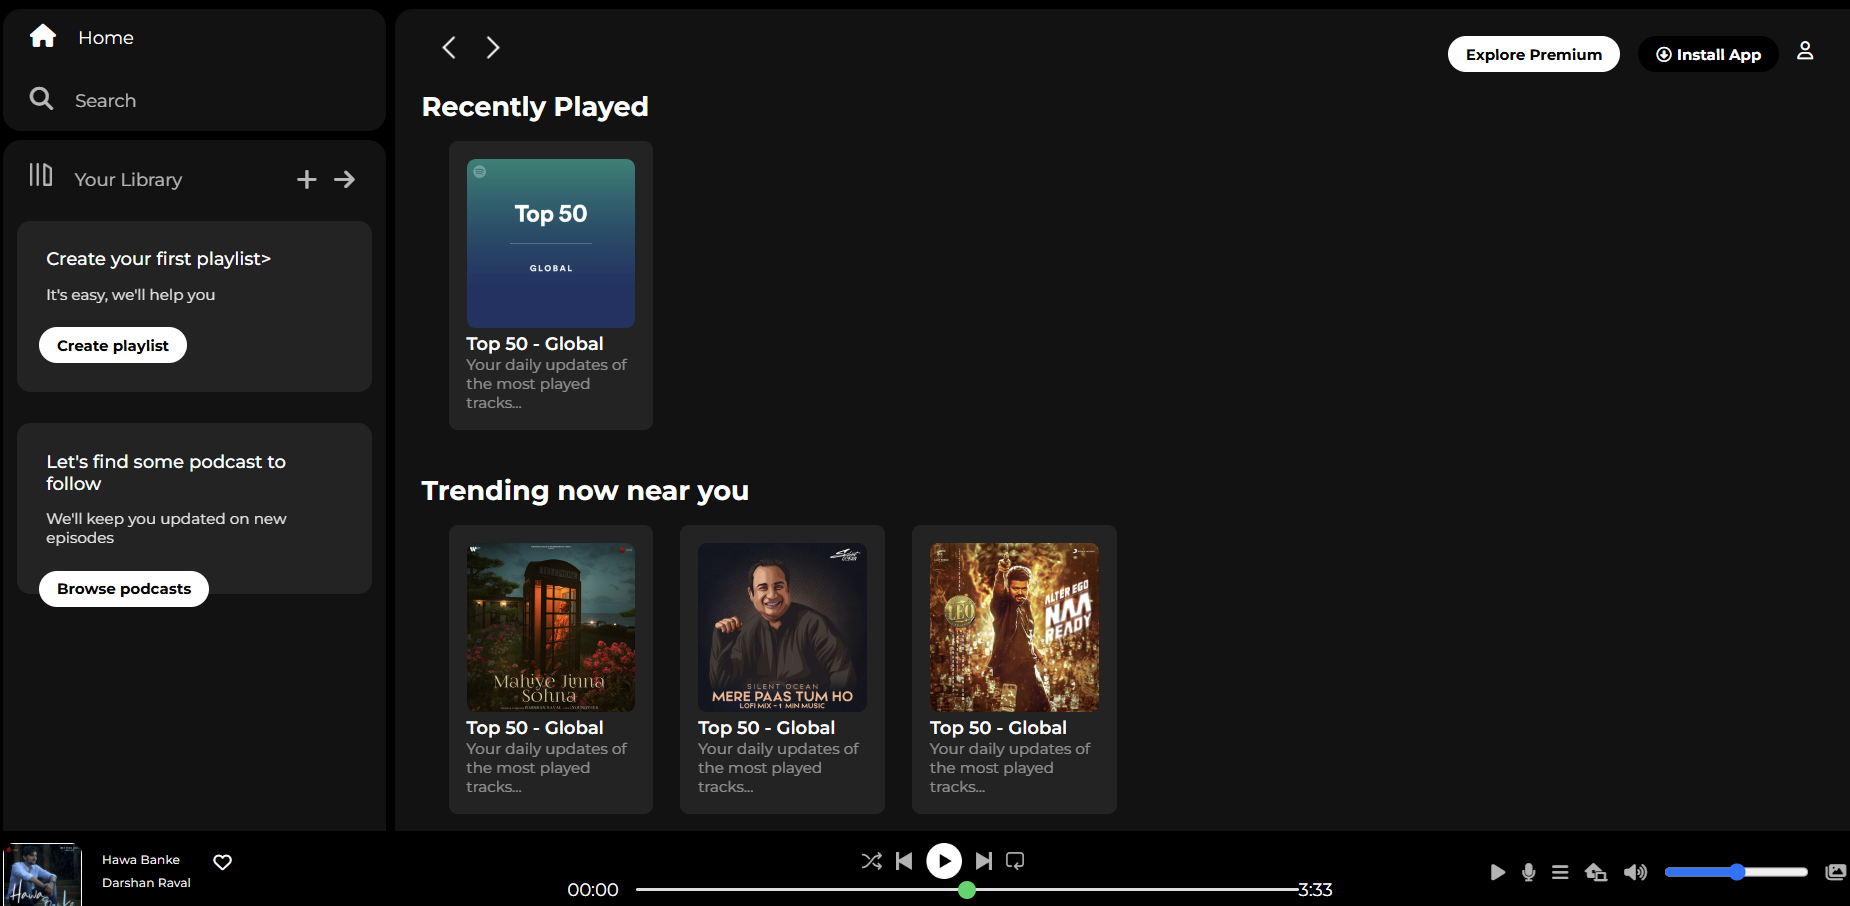 Home
Search
Your Library
Create your first playlist>
It's easy, we'll help you
Create playlist
Let's find some podcast to
follow
We'll keep you updated on new
episodes
Browse podcasts
Explore Premium
Install App
Recently Played
Top 50
GLOBAL
Top 50 - Global
Your daily updates of
the most played
tracks...
Trending now near you
Mahiye Jinna
Sohna
Top 50 - Global
Your daily updates of
the most played
tracks...
SILENT OCEAN
MERE PAAS TUM HO
LOFI MIX - 1 MIN MUSIC
Top 50 - Global
Your daily updates of
the most played
tracks...
ALTER EGO
NAA
READY
LEO
Top 50 - Global
Your daily updates of
the most played
tracks...
Hawa Banke
Darshan Raval
00:00
3:33